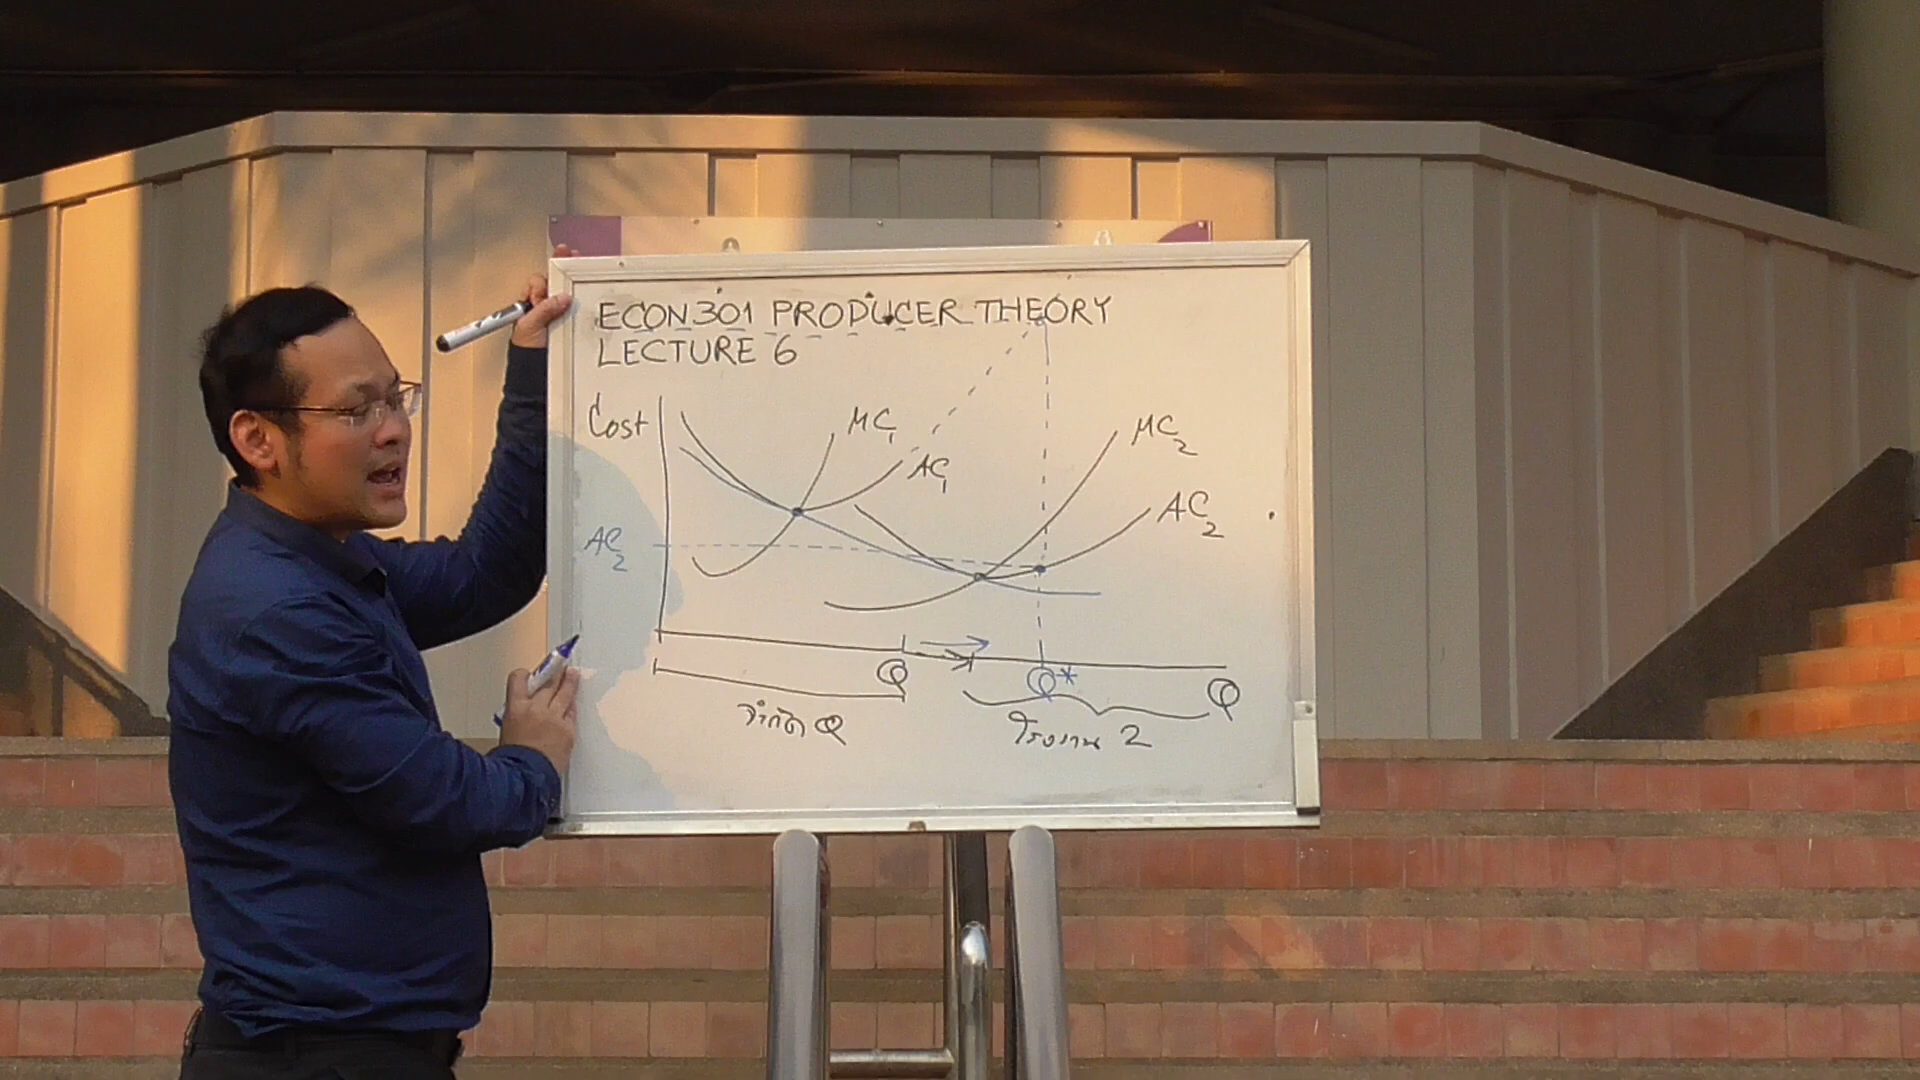 ECON301 PRODUCER THEORY
LECTURE 6
Cost
MC1
AC1
MC2
AC2
AC2
Q
Q*
Q
จำกัด Q
โรงงาน 2